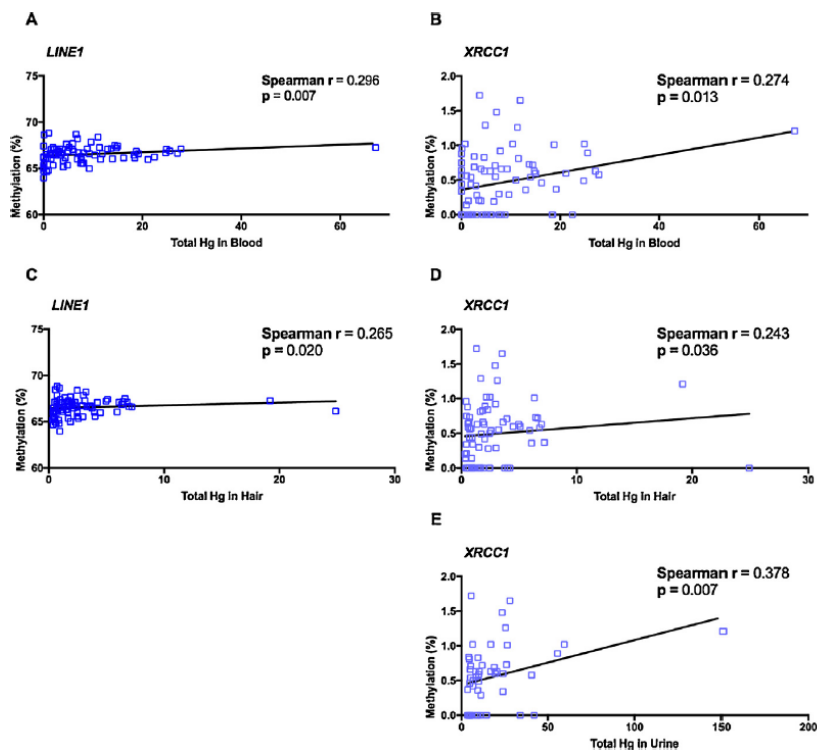 A
LINE1
Spearman r = 0.296
p = 0.007
75
70
65
60
Methylation (%)
0
20
40
60
Total Hg in Blood
B
XRCC1
Spearman r = 0.274
p = 0.013
2.0
1.5
1.0
0.5
0.0
Methylation (%)
0
20
40
60
Total Hg in Blood
C
LINE1
Spearman r = 0.265
p = 0.020
75
70
65
60
Methylation (%)
0
10
20
30
Total Hg in Hair
D
XRCC1
Spearman r = 0.243
p = 0.036
2.0
1.5
1.0
0.5
0.0
Methylation (%)
0
10
20
30
Total Hg in Hair
E
XRCC1
Spearman r = 0.378
p = 0.007
2.0
1.5
1.0
0.5
0.0
Methylation (%)
0
50
100
150
200
Total Hg in Urine